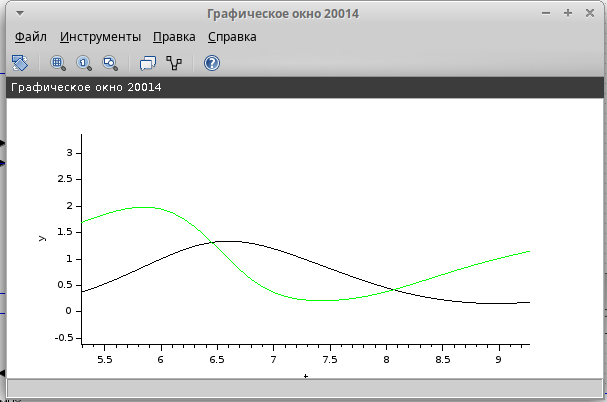 Графическое окно 20014
Файл Инструменты Правка Справка
Графическое окно 20014
3
2.5
2
1.5
y
1
0.5
0
-0.5
5.5 6 6.5 7 7.5 8 8.5 9
t